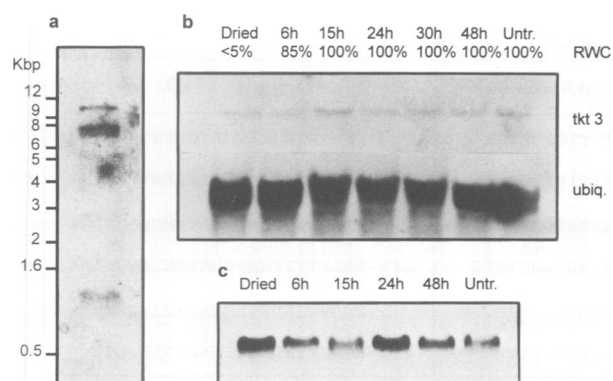 a
Kbp
12
9
8
6
5
4
3
2
1.6
0.5
b
Dried 6h 15h 24h 30h 48h Untr.
<5% 85% 100% 100% 100% 100% 100% RWC
tkt 3
ubiq.
c
Dried 6h 15h 24h 48h Untr.